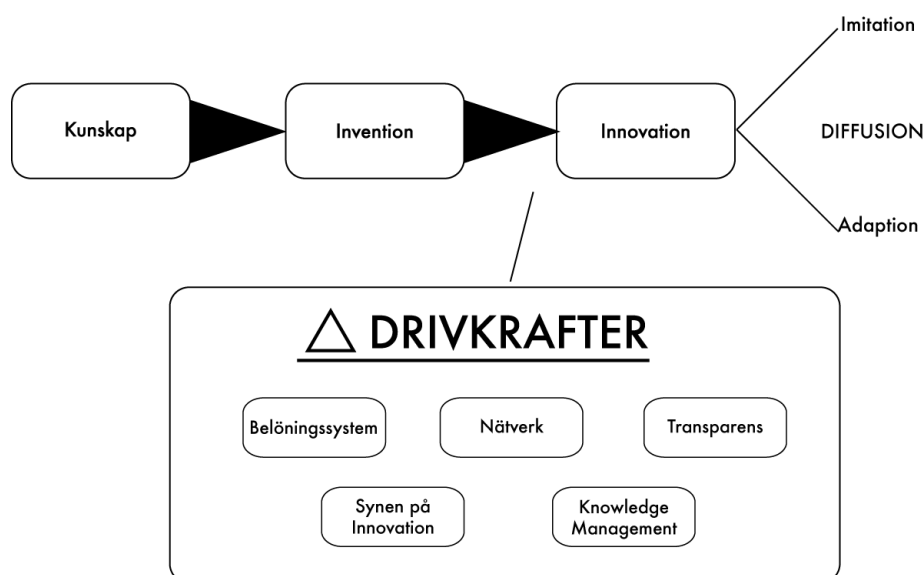 Imitation
Kunskap
Invention
Innovation
DIFFUSION
Adaption
DRIVKRAFTER
Belöningssystem
Nätverk
Transparens
Synen på
Innovation
Knowledge
Management